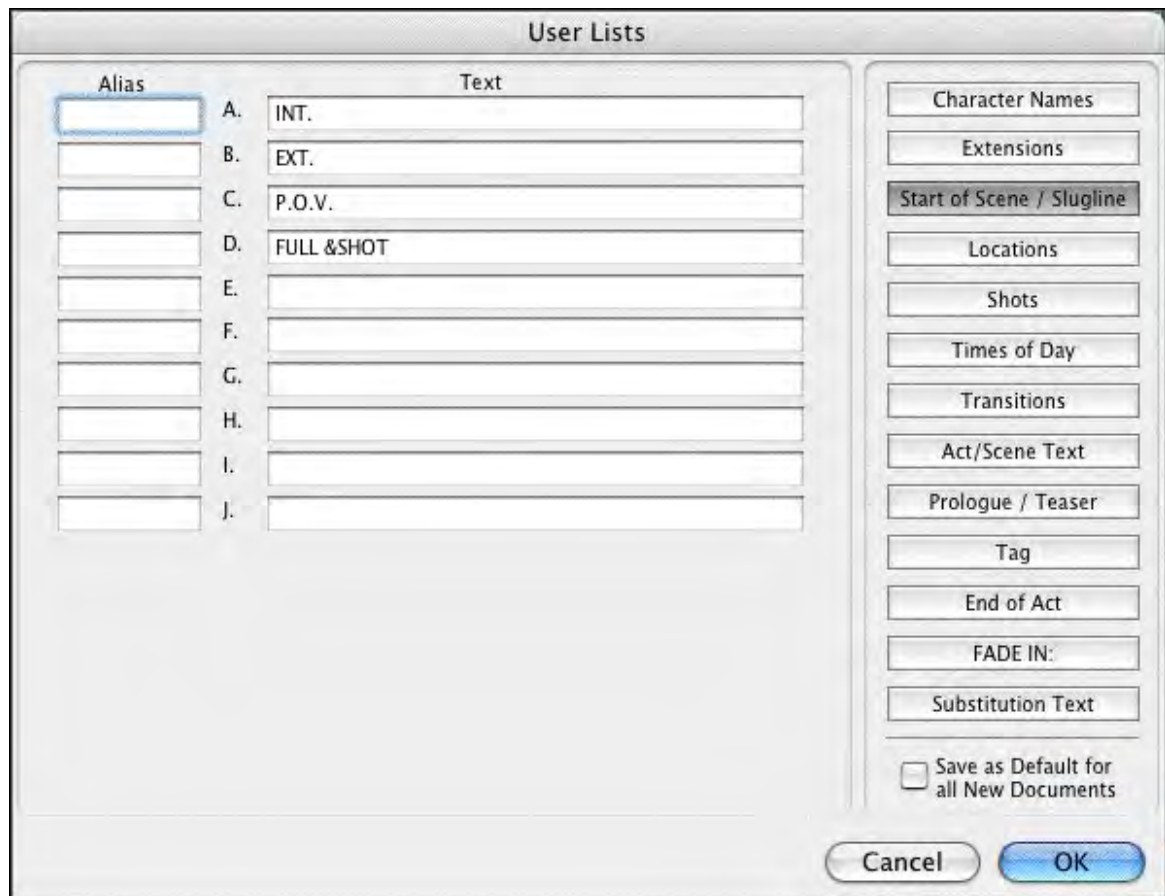 User Lists
Alias Text
A. INT.
B. EXT.
C. P.O.V.
D. FULL &SHOT
E.
F.
G.
H.
I.
J.
Character Names
Extensions
Start of Scene / Slugline
Locations
Shots
Times of Day
Transitions
Act/Scene Text
Prologue / Teaser
Tag
End of Act
FADE IN:
Substitution Text
Save as Default for
all New Documents
Cancel OK